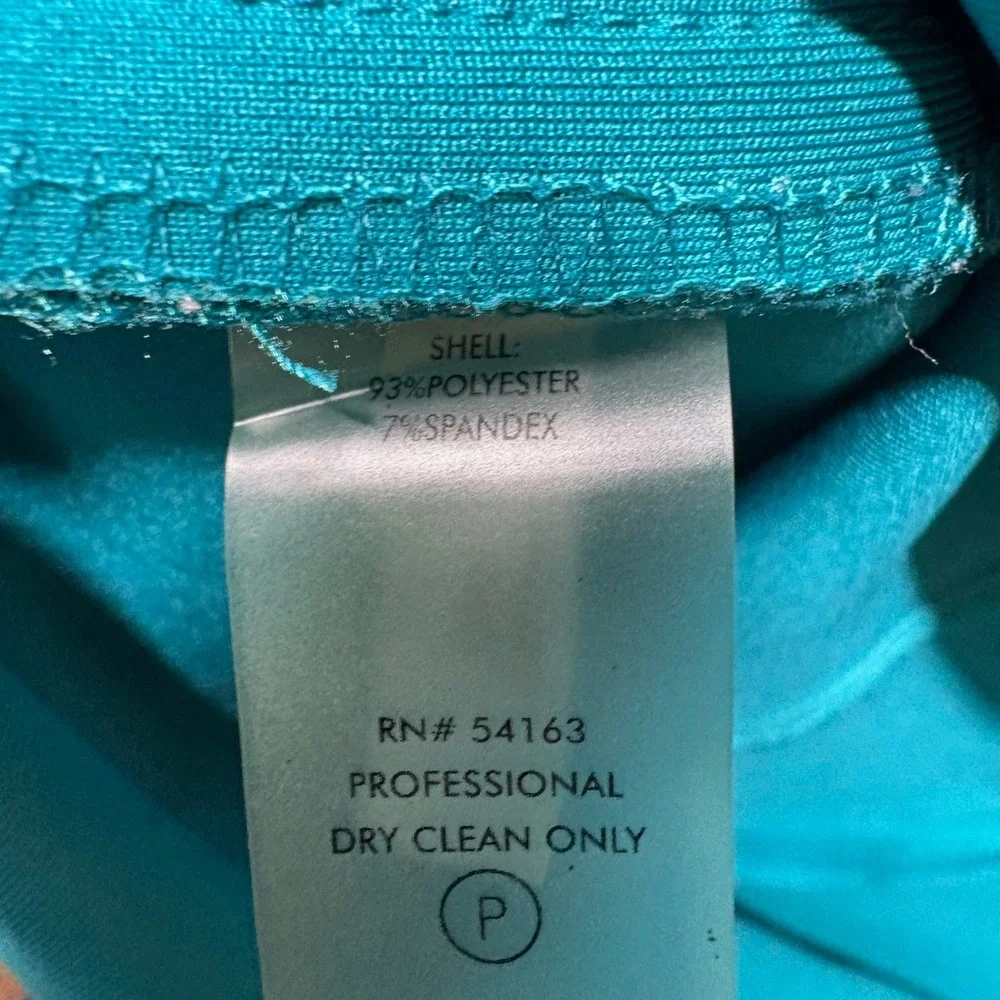 SHELL:
93%POLYESTER
7%SPANDEX
RN# 54163
PROFESSIONAL
DRY CLEAN ONLY
P